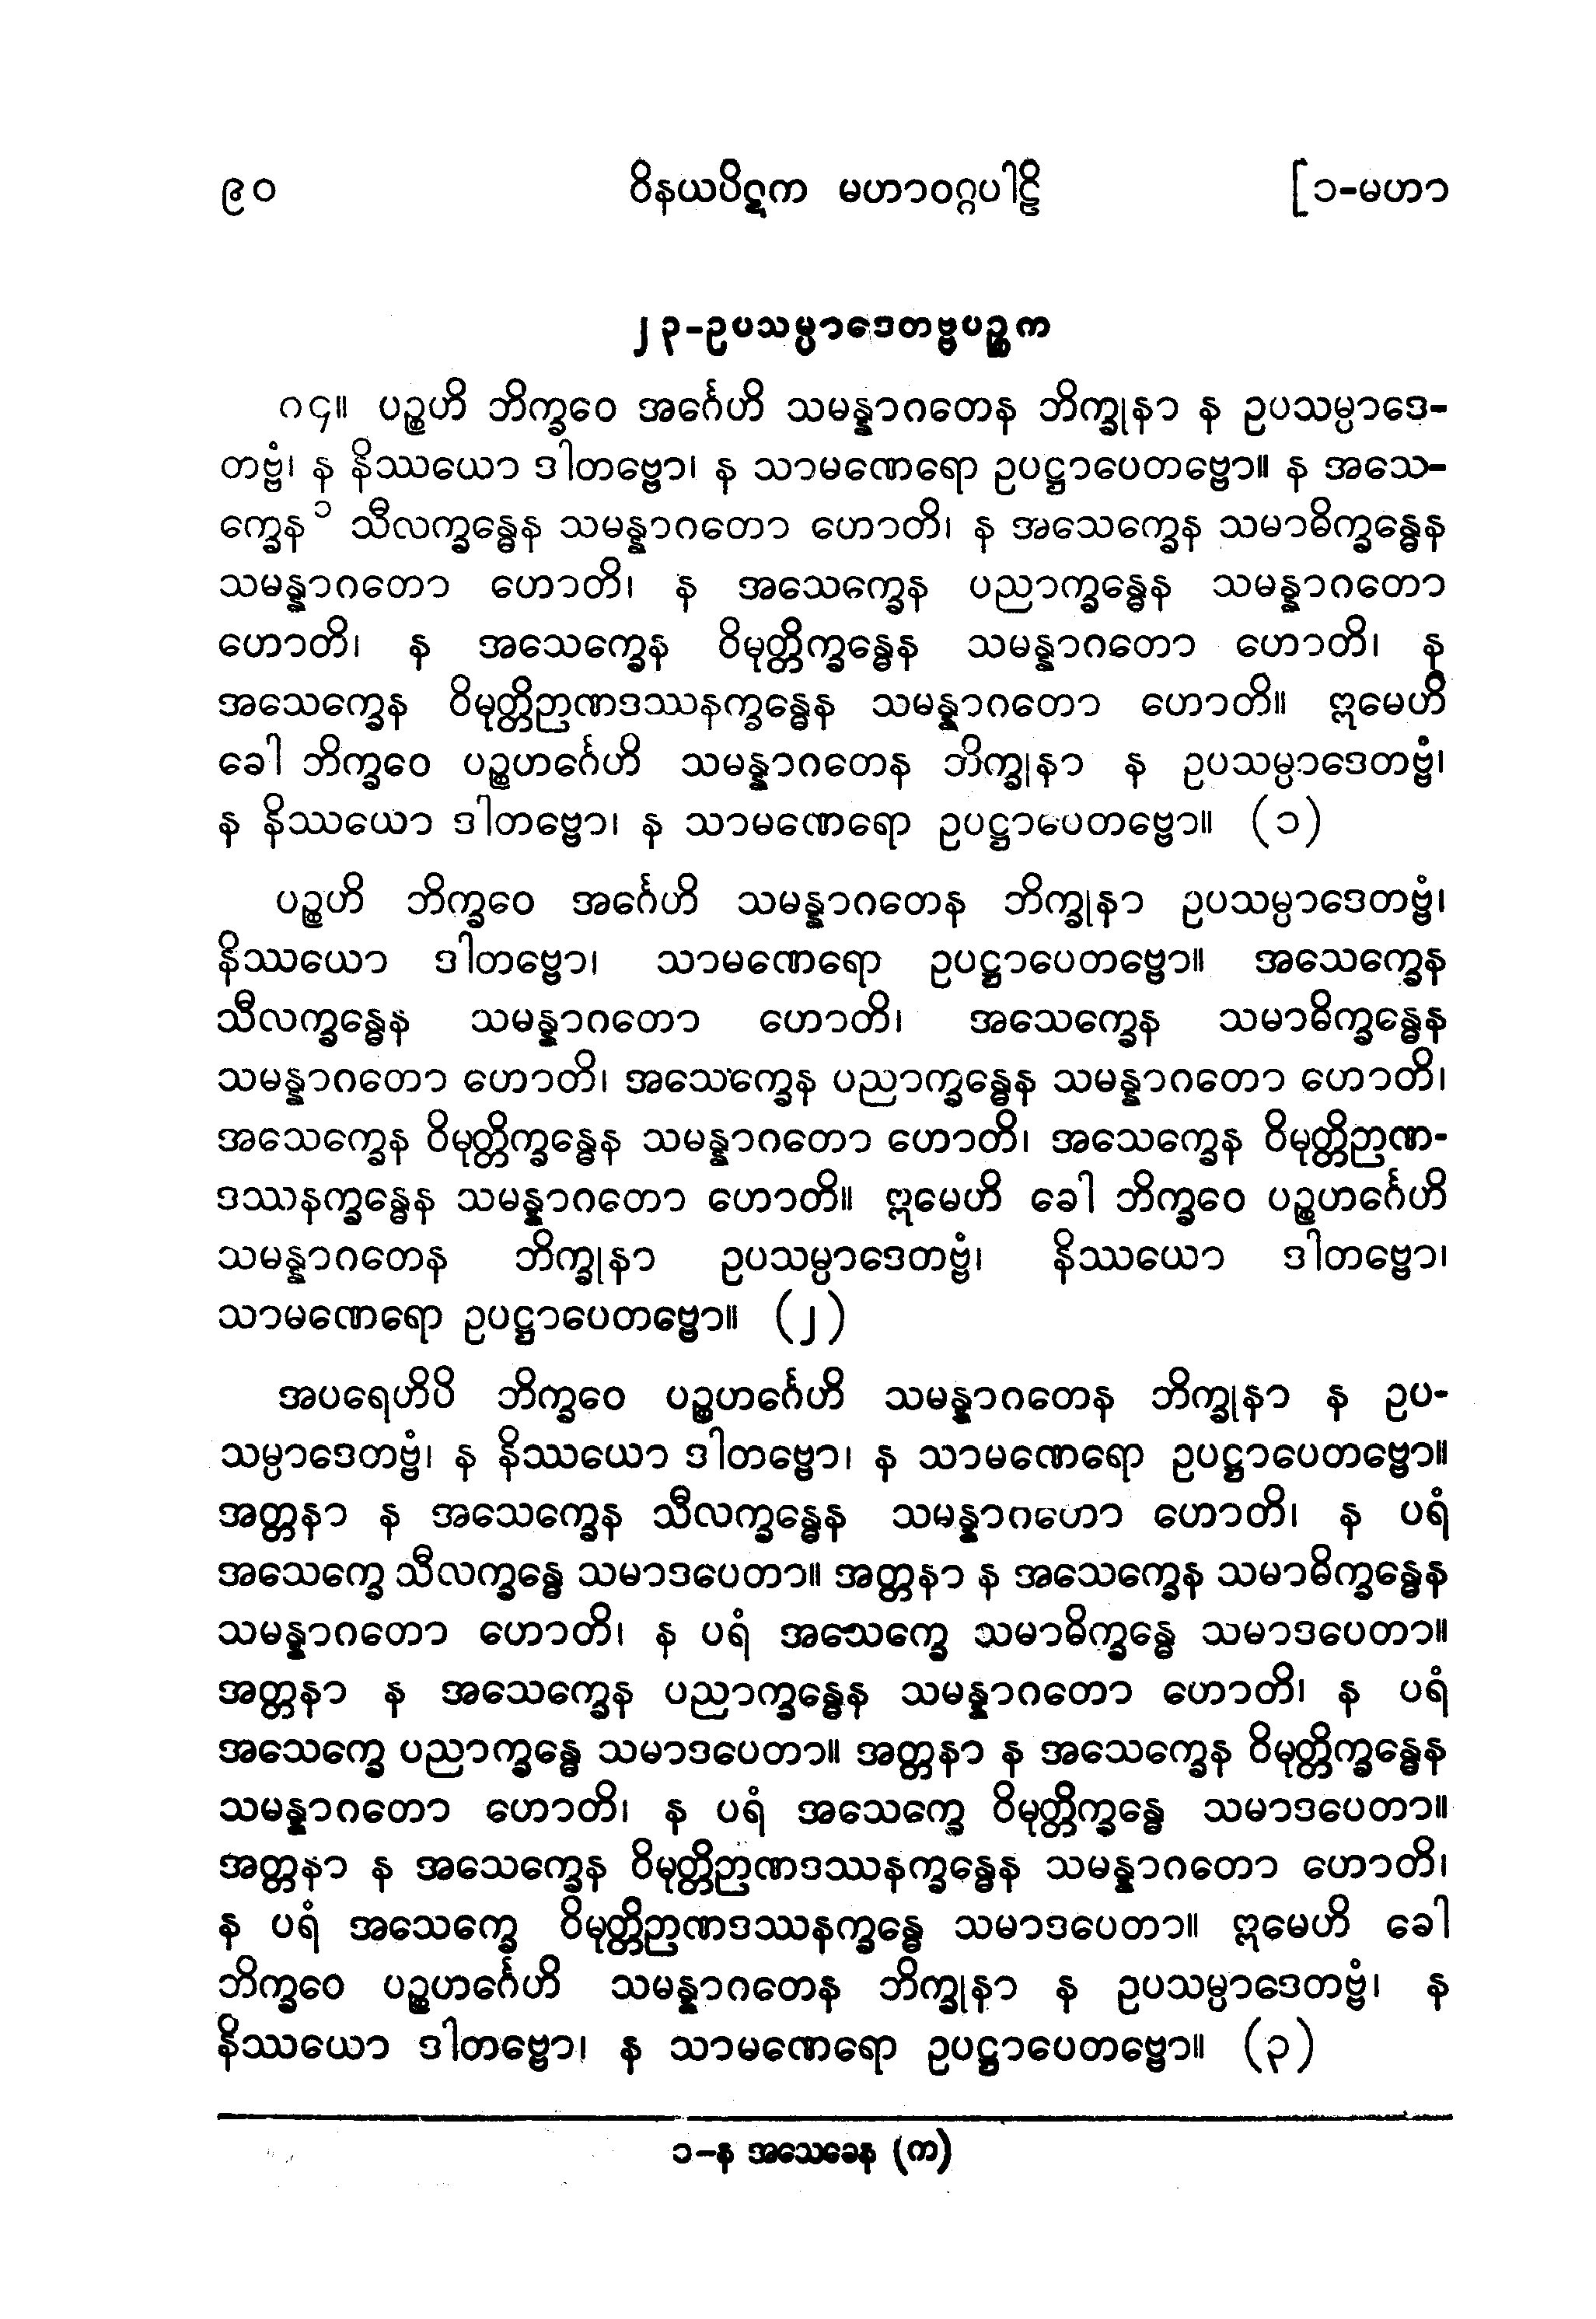 ၉၀ ဝိနယပိဋက မဟာဝဂ္ဂပါဠိ [၁-မဟာ
၂၃-ဥပသမ္ပာဒေတဗ္ဗပဉ္စက
၈၄။ ပဉ္စဟိ ဘိက္ခဝေ အင်္ဂေဟိ သမန္နာဂတေန ဘိက္ခုနာ န ဥပသမ္ပာဒေ-
တဗ္ဗံ၊ န နိဿယော ဒါတဗ္ဗော၊ န သာမဏေရော ဥပဋ္ဌာပေတဗ္ဗော။ န အသေ-
က္ခေန ၁ သီလက္ခန္ဓေန သမန္နာဂတော ဟောတိ၊ န အသေက္ခေန သမာဓိက္ခန္ဓေန
သမန္နာဂတော ဟောတိ၊ န အသေက္ခေန ပညာက္ခန္ဓေန သမန္နာဂတော
ဟောတိ၊ န အသေက္ခေန ဝိမုတ္တိက္ခန္ဓေန သမန္နာဂတော ဟောတိ၊ န
အသေက္ခေန ဝိမုတ္တိဉာဏဒဿနက္ခန္ဓေန သမန္နာဂတော ဟောတိ။ ဣမေဟိ
ခေါ ဘိက္ခဝေ ပဉ္စဟင်္ဂေဟိ သမန္နာဂတေန ဘိက္ခုနာ န ဥပသမ္ပာဒေတဗ္ဗံ၊
န နိဿယော ဒါတဗ္ဗော၊ န သာမဏေရော ဥပဋ္ဌာပေတဗ္ဗော။ (၁)
ပဉ္စဟိ ဘိက္ခဝေ အင်္ဂေဟိ သမန္နာဂတေန ဘိက္ခုနာ ဥပသမ္ပာဒေတဗ္ဗံ၊
နိဿယော ဒါတဗ္ဗော၊ သာမဏေရော ဥပဋ္ဌာပေတဗ္ဗော။ အသေက္ခေန
သီလက္ခန္ဓေန သမန္နာဂတော ဟောတိ၊ အသေက္ခေန သမာဓိက္ခန္ဓေန
သမန္နာဂတော ဟောတိ၊ အသေက္ခေန ပညာက္ခန္ဓေန သမန္နာဂတော ဟောတိ၊
အသေက္ခေန ဝိမုတ္တိက္ခန္ဓေန သမန္နာဂတော ဟောတိ၊ အသေက္ခေန ဝိမုတ္တိဉာဏ-
ဒဿနက္ခန္ဓေန သမန္နာဂတော ဟောတိ။ ဣမေဟိ ခေါ ဘိက္ခဝေ ပဉ္စဟင်္ဂေဟိ
သမန္နာဂတေန ဘိက္ခုနာ ဥပသမ္ပာဒေတဗ္ဗံ၊ နိဿယော ဒါတဗ္ဗော၊
သာမဏေရော ဥပဋ္ဌာပေတဗ္ဗော။ (၂)
အပရေဟိပိ ဘိက္ခဝေ ပဉ္စဟင်္ဂေဟိ သမန္နာဂတေန ဘိက္ခုနာ န ဥပ-
သမ္ပာဒေတဗ္ဗံ၊ န နိဿယော ဒါတဗ္ဗော၊ န သာမဏေရော ဥပဋ္ဌာပေတဗ္ဗော။
အတ္တနာ န အသေက္ခေန သီလက္ခန္ဓေန သမန္နာဂဟော ဟောတိ၊ န ပရံ
အသေက္ခေ သီလက္ခန္ဓေ သမာဒပေတာ။ အတ္တနာ န အသေက္ခေန သမာဓိက္ခန္ဓေန
သမန္နာဂတော ဟောတိ၊ န ပရံ အသေက္ခေ သမာဓိက္ခန္ဓေ သမာဒပေတာ။
အတ္တနာ န အသေက္ခေန ပညာက္ခန္ဓေန သမန္နာဂတော ဟောတိ၊ န ပရံ
အသေက္ခေ ပညာက္ခန္ဓေ သမာဒပေတာ။ အတ္တနာ န အသေက္ခေန ဝိမုတ္တိက္ခန္ဓေန
သမန္နာဂတော ဟောတိ၊ န ပရံ အသေက္ခေ ဝိမုတ္တိက္ခန္ဓေ သမာဒပေတာ။
အတ္တနာ န အသေက္ခေန ဝိမုတ္တိဉာဏဒဿနက္ခန္ဓေန သမန္နာဂတော ဟောတိ၊
န ပရံ အသေက္ခေ ဝိမုတ္တိဉာဏဒဿနက္ခန္ဓေ သမာဒပေတာ။ ဣမေဟိ ခေါ
ဘိက္ခဝေ ပဉ္စဟင်္ဂေဟိ သမန္နာဂတေန ဘိက္ခုနာ န ဥပသမ္ပာဒေတဗ္ဗံ၊ န
နိဿယော ဒါတဗ္ဗော၊ န သာမဏေရော ဥပဋ္ဌာပေတဗ္ဗော။ (၃)
၁-န အသေခေန (က)